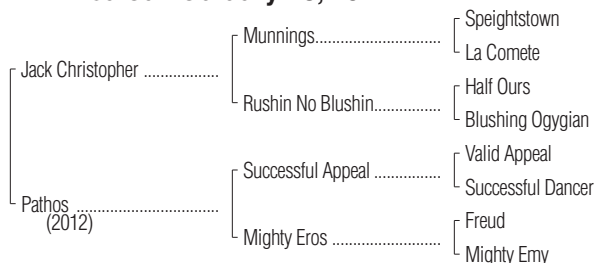 Speightstown
Munnings
La Comete
Jack Christopher
Half Ours
Rushin No Blushin
Blushing Ogygian
Valid Appeal
Successful Appeal
Successful Dancer
Pathos
(2012)
Freud
Mighty Eros
Mighty Emy